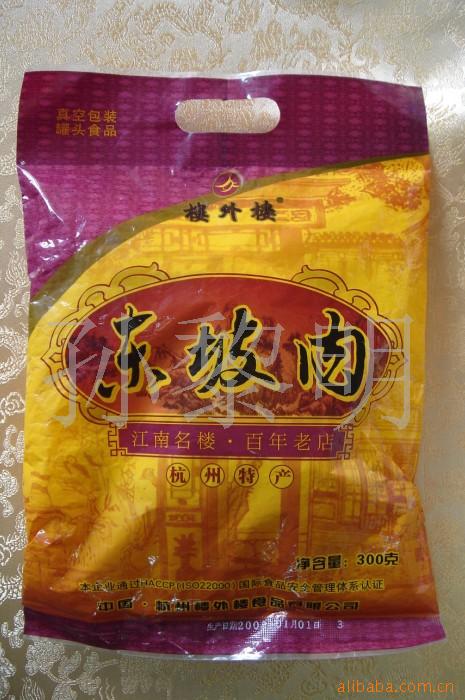 真空包装
罐头食品
楼外楼®
东坡肉
孙黎明
江南名楼·百年老店
杭州特产
净含量：300克
本企业通过HACCP(ISO22000)国际食品安全管理体系认证
中国·杭州楼外楼食品有限公司
alibaba.com.cn